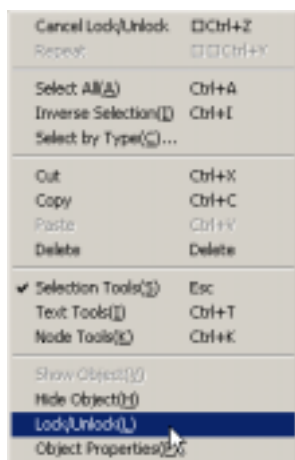 Cancel Lock/Unlock □Ctrl+Z
Repeat □□Ctrl+Y
Select All(A) Ctrl+A
Inverse Selection(I) Ctrl+I
Select by Type(C)...
Cut Ctrl+X
Copy Ctrl+C
Paste Ctrl+V
Delete Delete
✔ Selection Tools(S) Esc
Text Tools(T) Ctrl+T
Node Tools(K) Ctrl+K
Show Object(V)
Hide Object(H)
Lock/Unlock(L)
Object Properties(P)